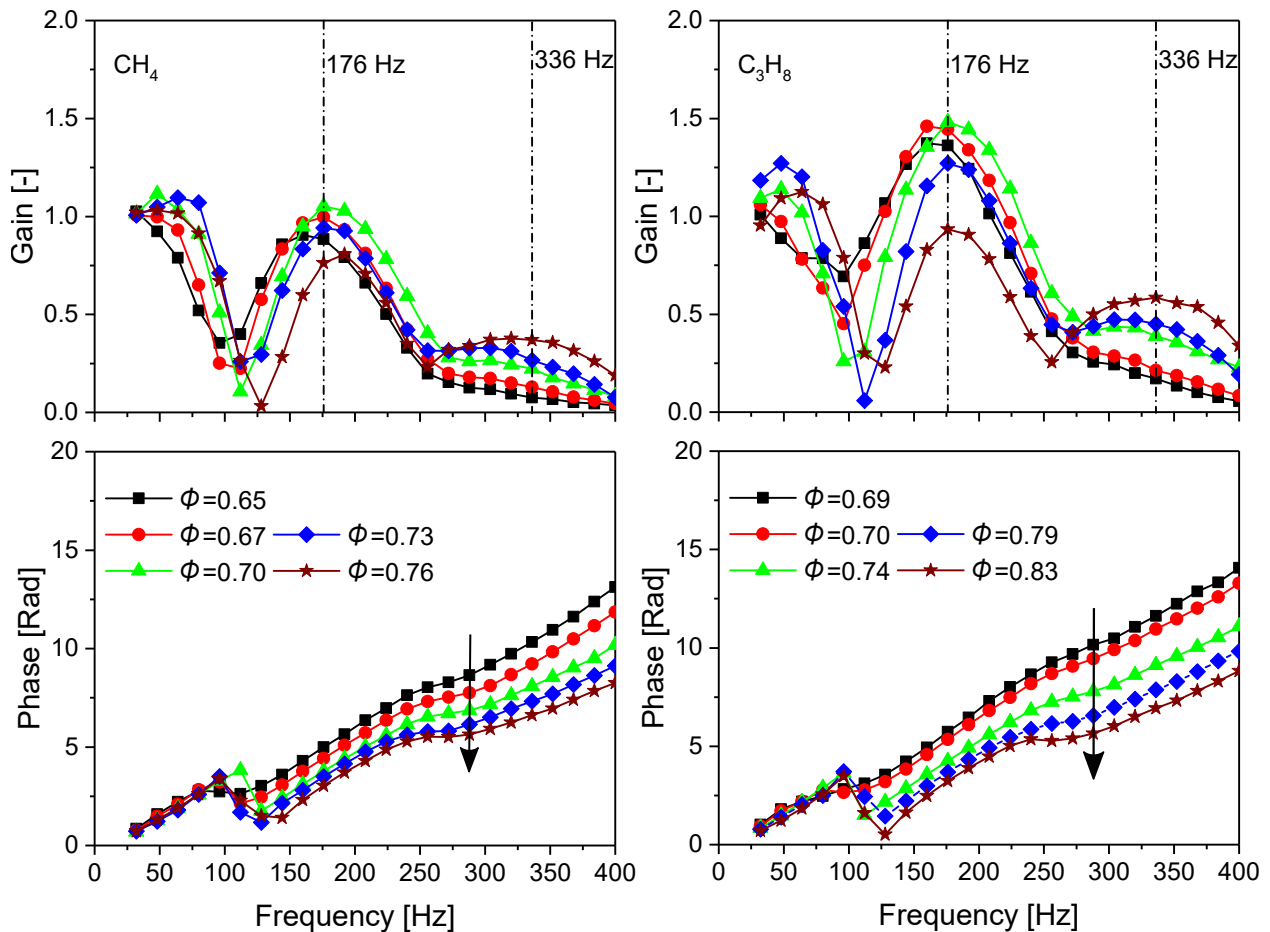 2.0
1.5
1.0
0.5
0.0
Gain [-]
CH4
176 Hz
336 Hz
2.0
1.5
1.0
0.5
0.0
Gain [-]
C3H8
176 Hz
336 Hz
20
15
10
5
0
Phase [Rad]
Φ=0.65
Φ=0.67
Φ=0.73
Φ=0.70
Φ=0.76
0 50 100 150 200 250 300 350 400
Frequency [Hz]
20
15
10
5
0
Phase [Rad]
Φ=0.69
Φ=0.70
Φ=0.79
Φ=0.74
Φ=0.83
0 50 100 150 200 250 300 350 400
Frequency [Hz]